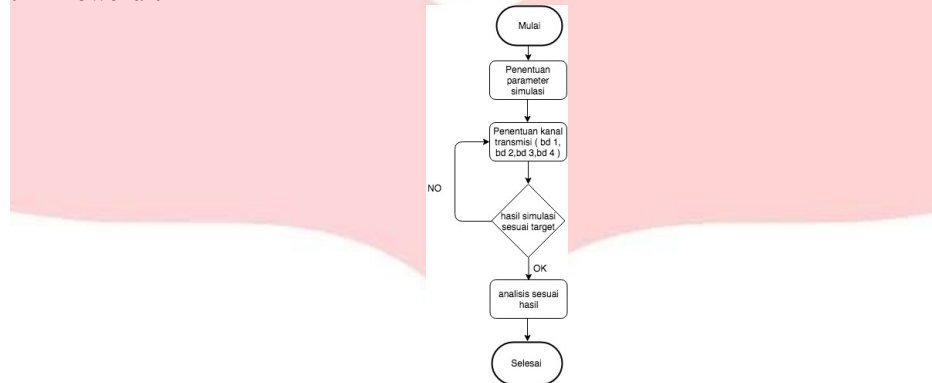 Mulai
Penentuan
parameter
simulasi
Penentuan kanal
transmisi ( bd 1,
bd 2,bd 3,bd 4 )
NO
hasil simulasi
sesuai target
OK
analisis sesuai
hasil
Selesai